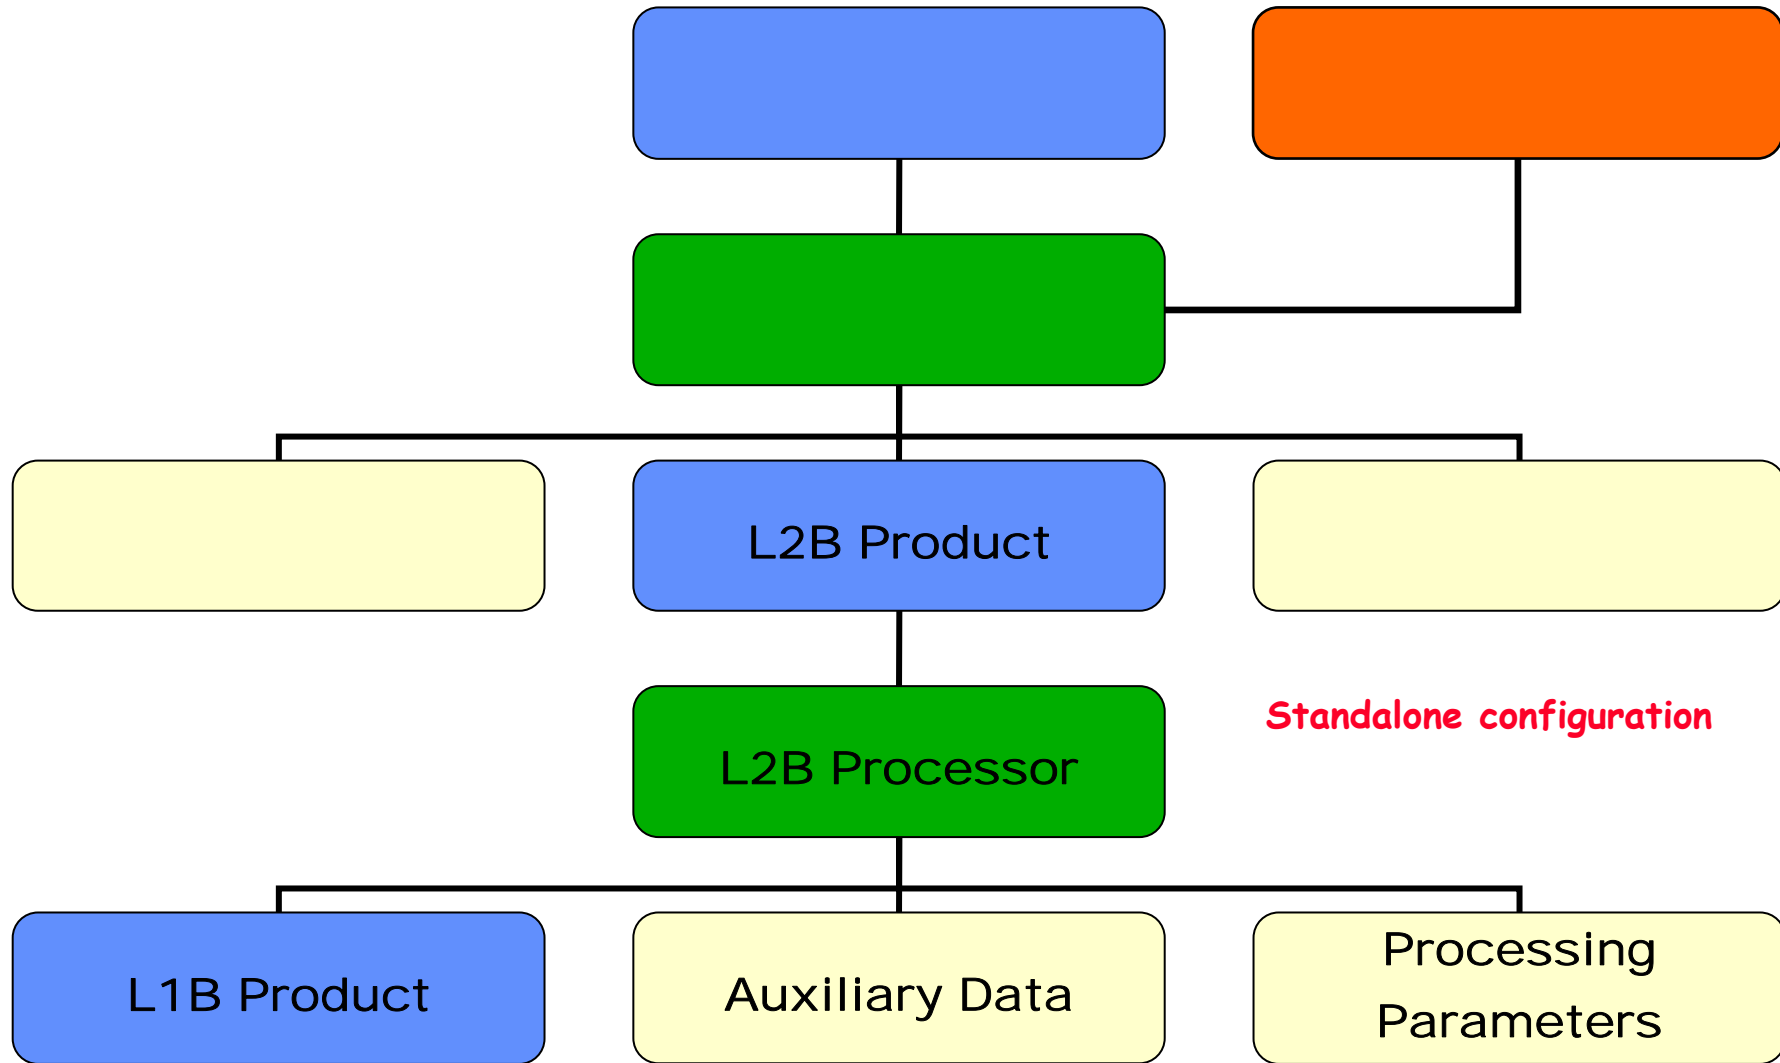 L2B Product
Standalone configuration
L2B Processor
L1B Product
Auxiliary Data
Processing
Parameters